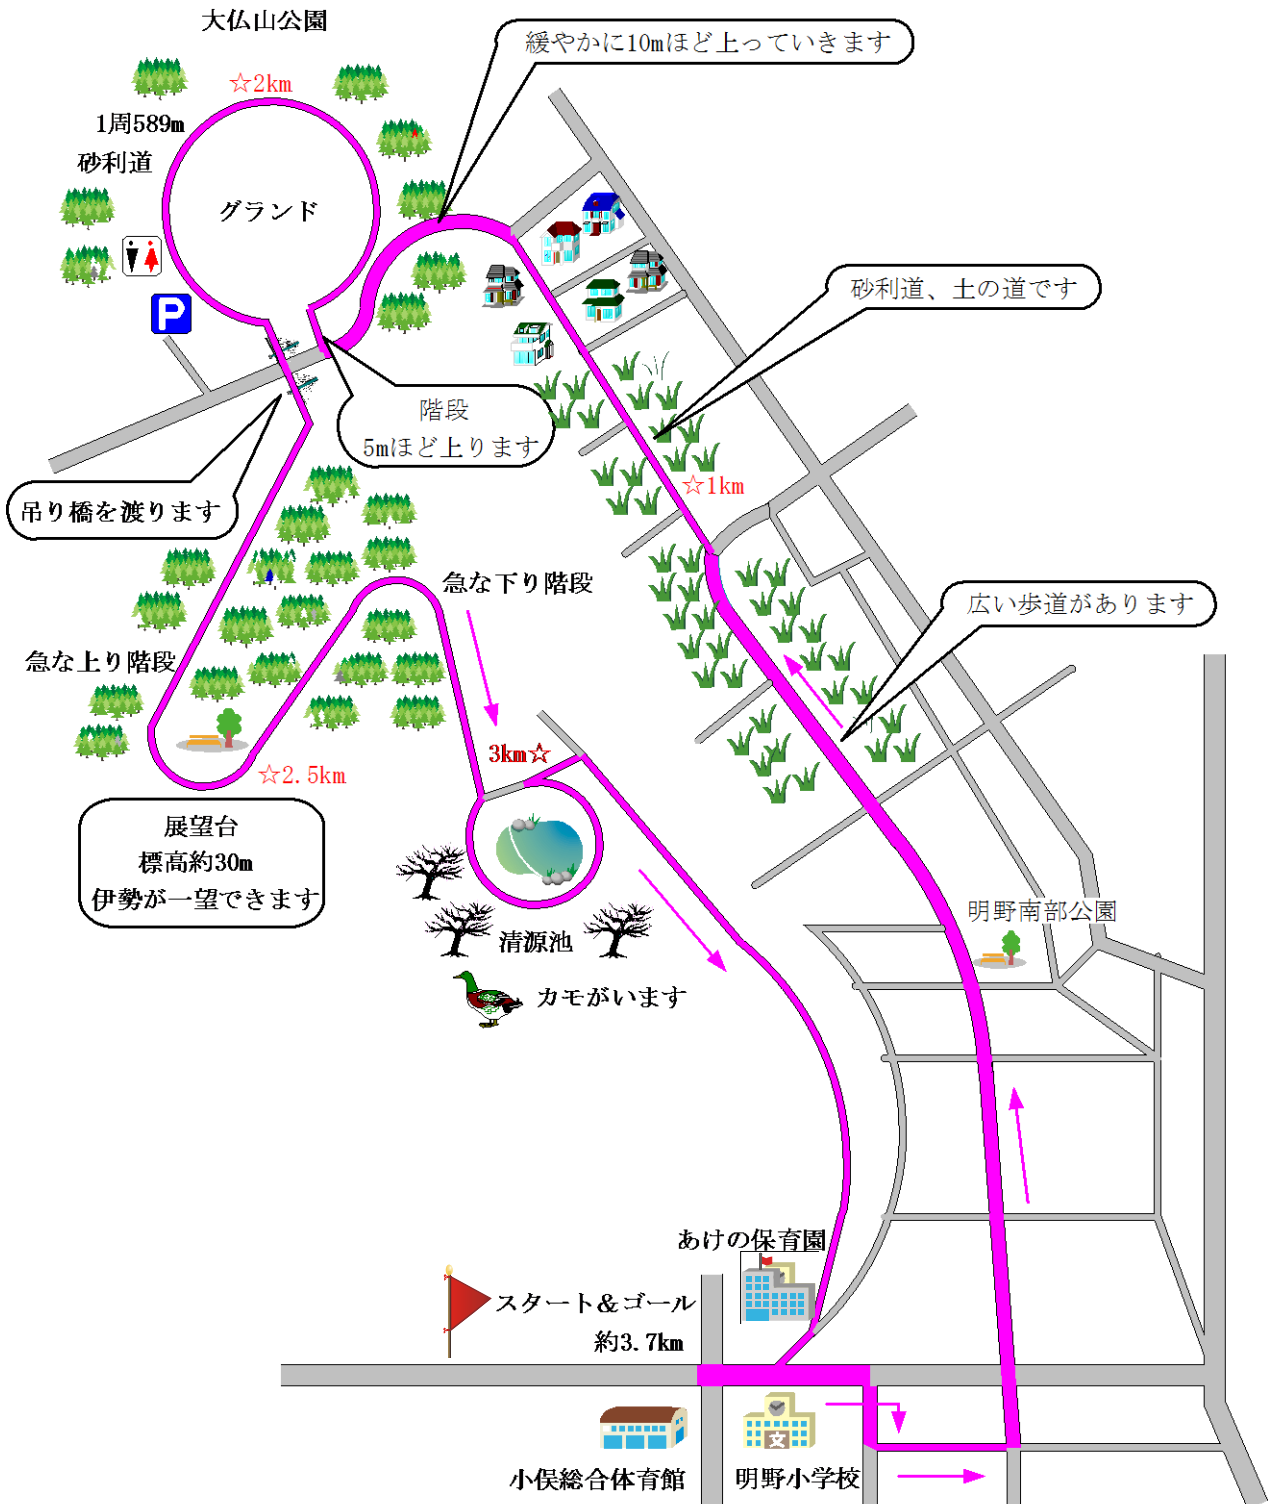 大仏山公園
緩やかに10mほど上っていきます
☆2km
1周589m
砂利道
グランド
P
砂利道、土の道です
階段
5mほど上ります
☆1km
吊り橋を渡ります
急な下り階段
広い歩道があります
急な上り階段
3km☆
☆2.5km
展望台
標高約30m
伊勢が一望できます
明野南部公園
清源池
カモがいます
あけの保育園
スタート&ゴール
約3.7km
文
小俣総合体育館
明野小学校